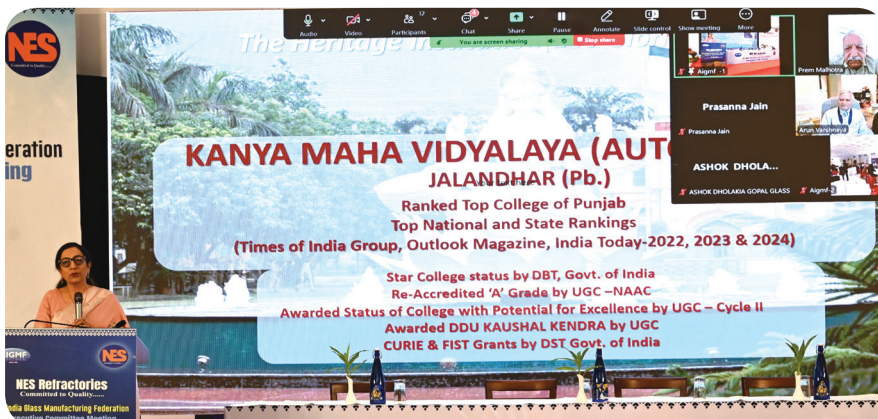 NES
Committed to Quality.....
eration
ing
Audio
Video
12
Participants
Chat
Share
Pause
Annotate
Slide control
Show meeting
More
You are screen sharing
Stop share
The Heritage In
KANYA MAHA VIDYALAYA (AUTO
JALANDHAR (Pb.)
Ranked Top College of Punjab
Top National and State Rankings
(Times of India Group, Outlook Magazine, India Today-2022, 2023 & 2024)
Star College status by DBT, Govt. of India
Re-Accredited 'A' Grade by UGC –NAAC
Awarded Status of College with Potential for Excellence by UGC – Cycle II
Awarded DDU KAUSHAL KENDRA by UGC
CURIE & FIST Grants by DST Govt. of India
Aigmf -1
Prem Malhotra
Prasanna Jain
Prasanna Jain
Arun Varshneya
ASHOK DHOLA...
ASHOK DHOLAKIA GOPAL GLASS
Aigmf-2
IGMF
NES
NES Refractories
Committed to Quality......
India Glass Manufacturing Federation
Executive Committee Meeting